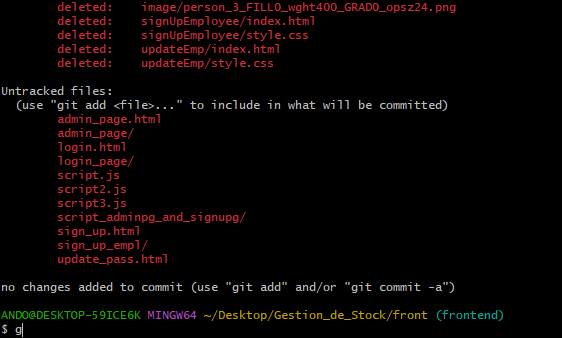 deleted:    image/person_3_FILL0_wght400_GRAD0_opsz24.png
deleted:    signUpEmployee/index.html
deleted:    signUpEmployee/style.css
deleted:    updateEmp/index.html
deleted:    updateEmp/style.css
Untracked files:
(use "git add <file>..." to include in what will be committed)
admin_page.html
admin_page/
login.html
login_page/
script.js
script2.js
script3.js
script_adminpg_and_signupg/
sign_up.html
sign_up_empl/
update_pass.html
no changes added to commit (use "git add" and/or "git commit -a")
ANDO@DESKTOP-59ICE6K MINGW64 ~/Desktop/Gestion_de_Stock/front (frontend)
$ g